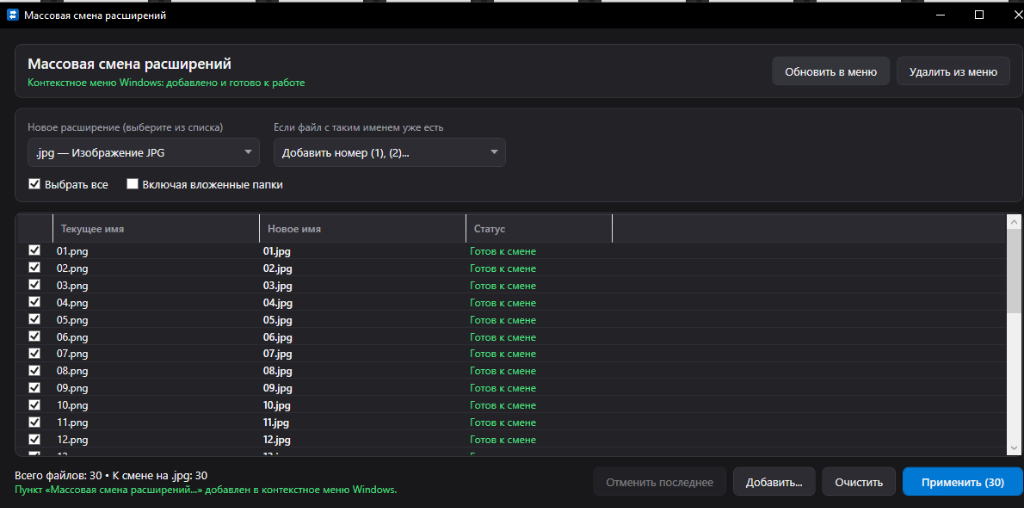 Массовая смена расширений
Массовая смена расширений
Контекстное меню Windows: добавлено и готово к работе
Обновить в меню
Удалить из меню
Новое расширение (выберите из списка)
Если файл с таким именем уже есть
.jpg — Изображение JPG
Добавить номер (1), (2)...
Выбрать все
Включая вложенные папки
Текущее имя Новое имя Статус
01.png 01.jpg Готов к смене
02.png 02.jpg Готов к смене
03.png 03.jpg Готов к смене
04.png 04.jpg Готов к смене
05.png 05.jpg Готов к смене
06.png 06.jpg Готов к смене
07.png 07.jpg Готов к смене
08.png 08.jpg Готов к смене
09.png 09.jpg Готов к смене
10.png 10.jpg Готов к смене
11.png 11.jpg Готов к смене
12.png 12.jpg Готов к смене
Всего файлов: 30 • К смене на .jpg: 30
Пункт «Массовая смена расширений...» добавлен в контекстное меню Windows.
Отменить последнее
Добавить...
Очистить
Применить (30)